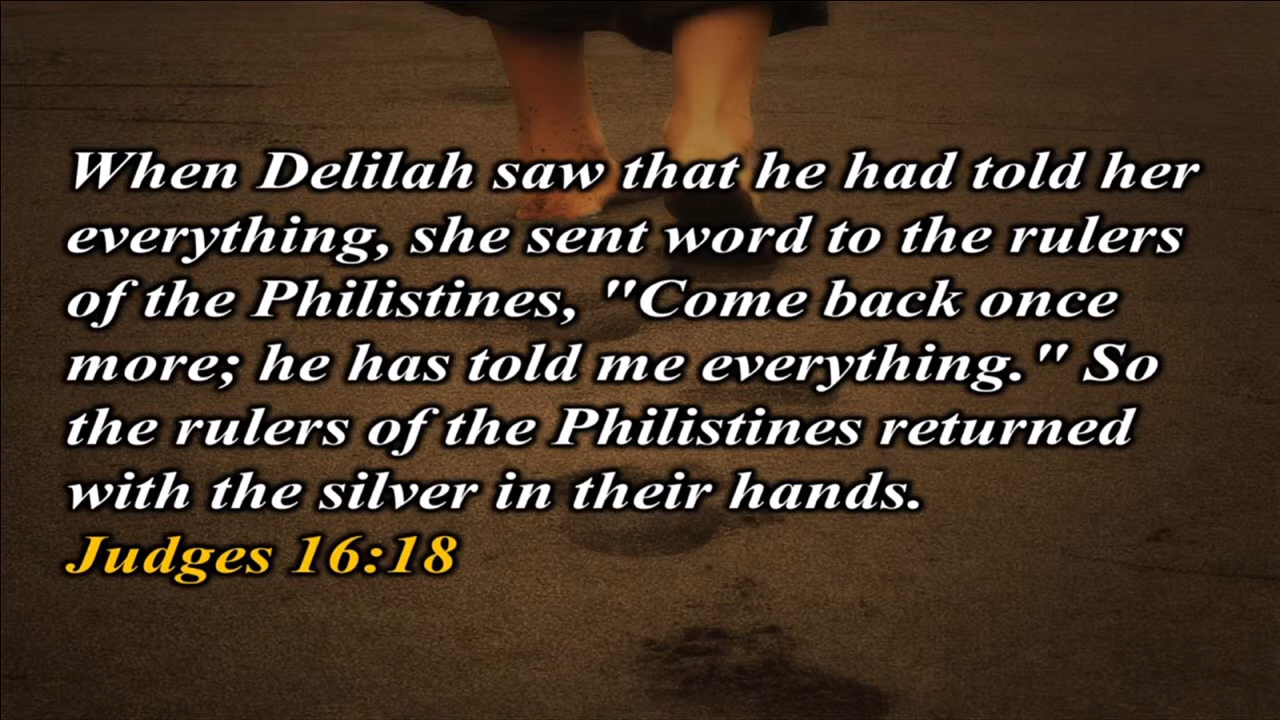 When Delilah saw that he had told her
everything, she sent word to the rulers
of the Philistines, "Come back once
more; he has told me everything." So
the rulers of the Philistines returned
with the silver in their hands.
Judges 16:18